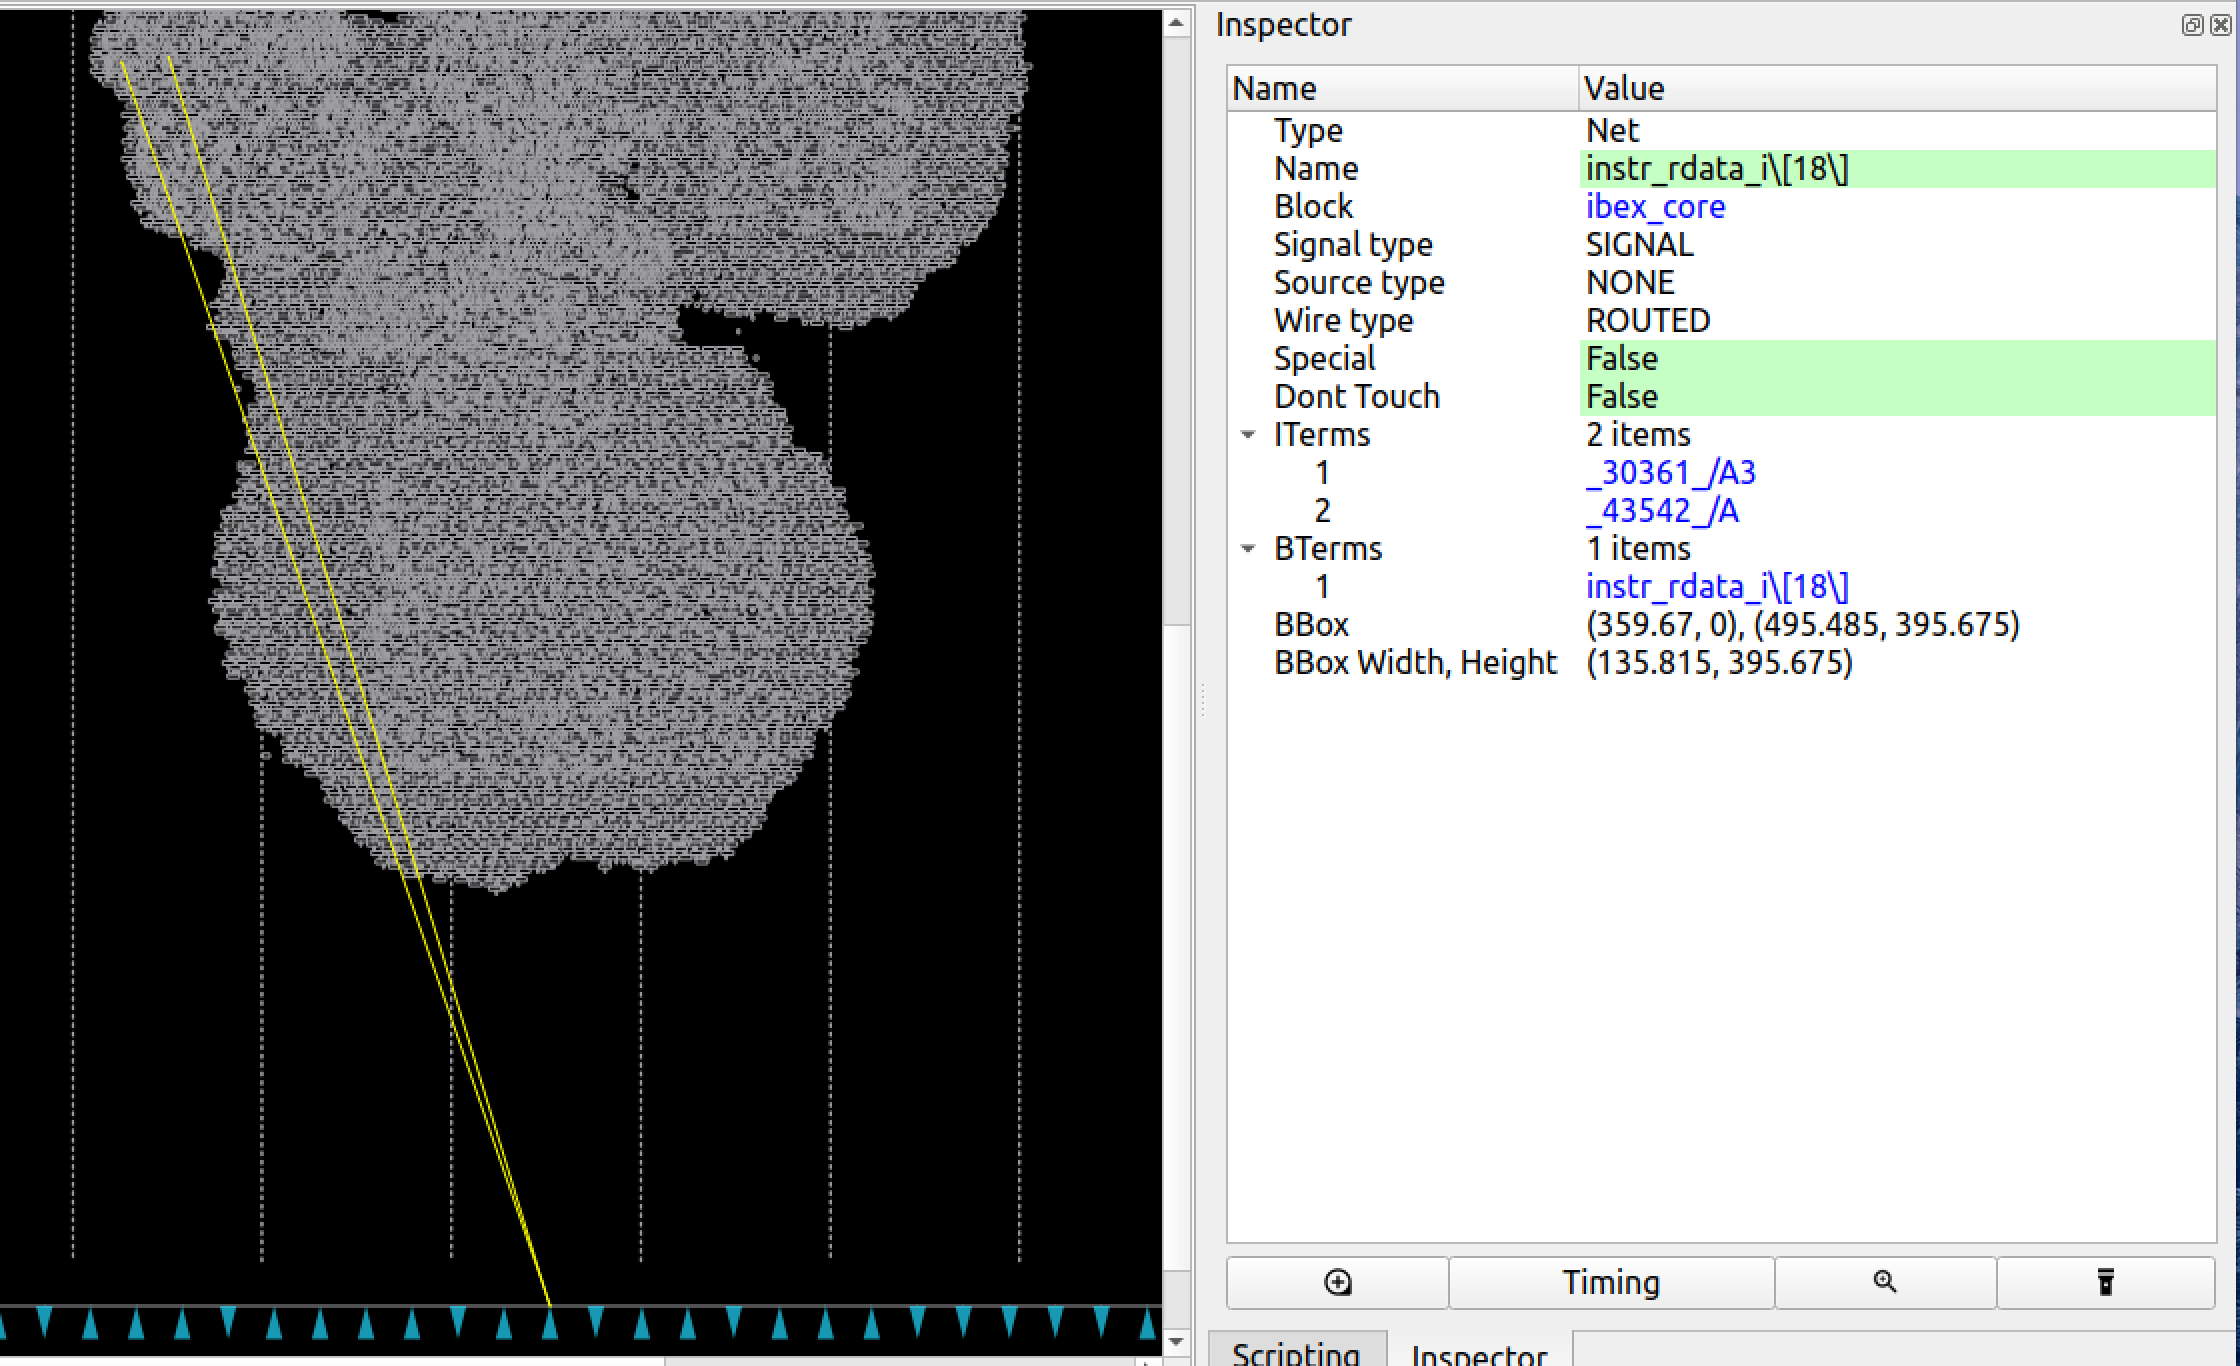 Inspector
Name Value
Type Net
Name instr_rdata_i\[18\]
Block ibex_core
Signal type SIGNAL
Source type NONE
Wire type ROUTED
Special False
Dont Touch False
ITerms 2 items
1 _30361_/A3
2 _43542_/A
BTerms 1 items
1 instr_rdata_i\[18\]
BBox (359.67, 0), (495.485, 395.675)
BBox Width, Height (135.815, 395.675)
Timing
Scripting Inspector